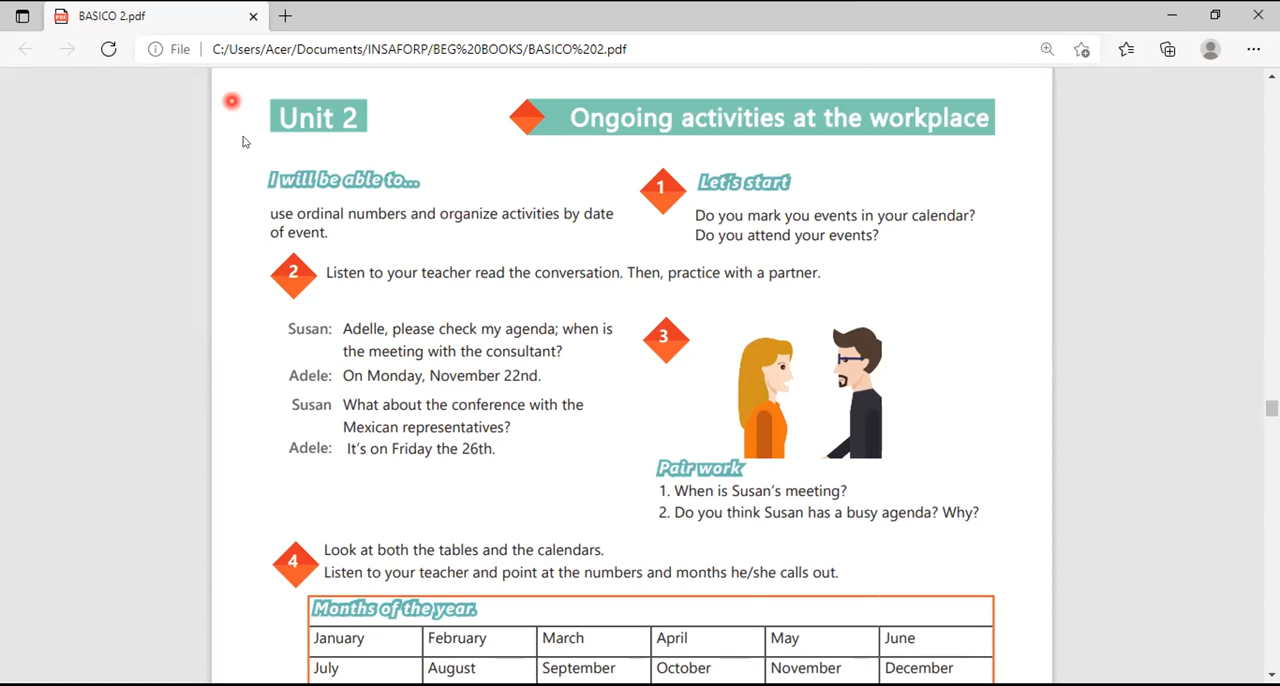 BASICO 2.pdf
File
C:/Users/Acer/Documents/INSAFORP/BEG%20BOOKS/BASICO%202.pdf
Unit 2
Ongoing activities at the workplace
I will be able to...
use ordinal numbers and organize activities by date
of event.
1
Let's start
Do you mark you events in your calendar?
Do you attend your events?
2
Listen to your teacher read the conversation. Then, practice with a partner.
Susan: Adelle, please check my agenda; when is
the meeting with the consultant?
Adele: On Monday, November 22nd.
Susan What about the conference with the
Mexican representatives?
Adele: It's on Friday the 26th.
3
Pair work
1. When is Susan's meeting?
2. Do you think Susan has a busy agenda? Why?
4
Look at both the tables and the calendars.
Listen to your teacher and point at the numbers and months he/she calls out.
Months of the year.
January February March April May June
July August September October November December